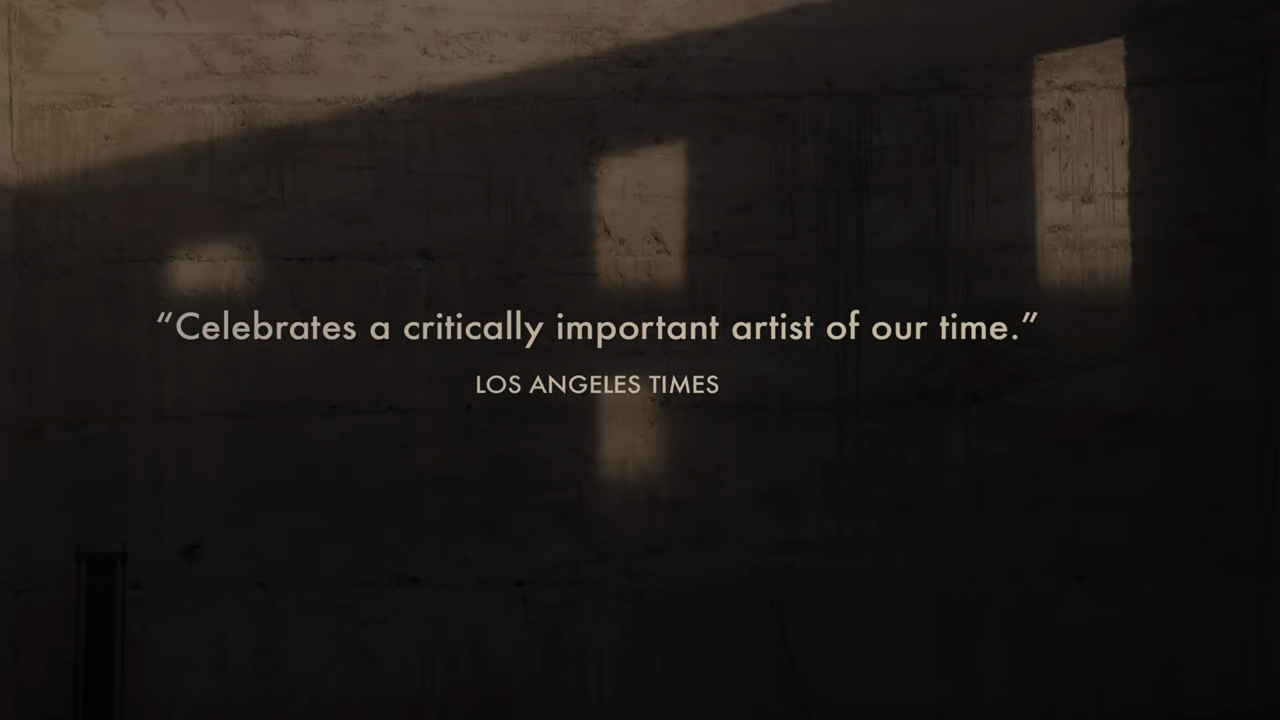 “Celebrates a critically important artist of our time.”
LOS ANGELES TIMES